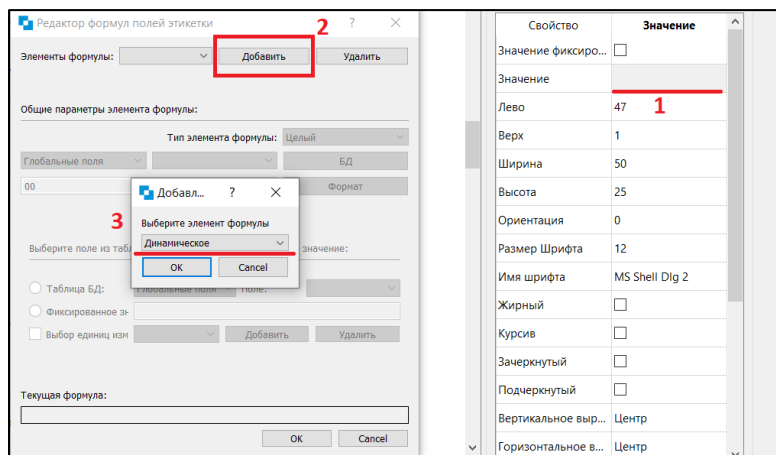 Редактор формул полей этикетки
2
?
Элементы формулы:
Добавить
Удалить
Общие параметры элемента формулы:
Тип элемента формулы: Целый
Глобальные поля
БД
00
Формат
Добавл... ?
3
Выберите элемент формулы
Динамическое
OK
Cancel
Выберите поле из таб
значение:
Таблица БД:
Глобальные поля
Поле:
Фиксированное зн
Выбор единиц изм
Добавить
Удалить
Текущая формула:
OK
Cancel
Свойство Значение
Значение фиксиро...
Значение
1
Лево 47
Верх 1
Ширина 50
Высота 25
Ориентация 0
Размер Шрифта 12
Имя шрифта MS Shell Dlg 2
Жирный
Курсив
Зачеркнутый
Подчеркнутый
Вертикальное выр... Центр
Горизонтальное в... Центр